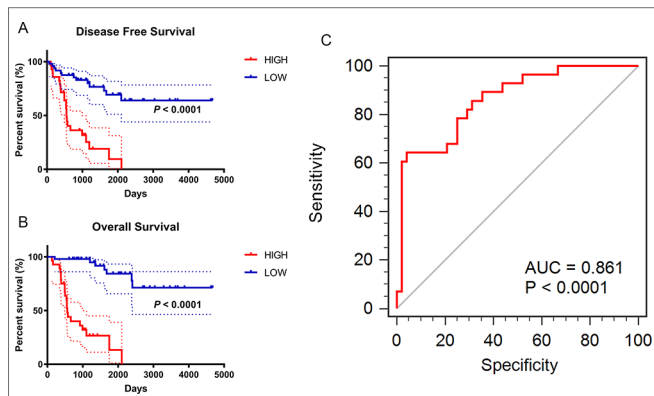 A
Disease Free Survival
Percent survival (%)
100
50
0
0 1000 2000 3000 4000 5000
Days
HIGH
LOW
P < 0.0001
B
Overall Survival
Percent survival (%)
100
50
0
0 1000 2000 3000 4000 5000
Days
HIGH
LOW
P < 0.0001
C
Sensitivity
100
80
60
40
20
0
0 20 40 60 80 100
Specificity
AUC = 0.861
P < 0.0001